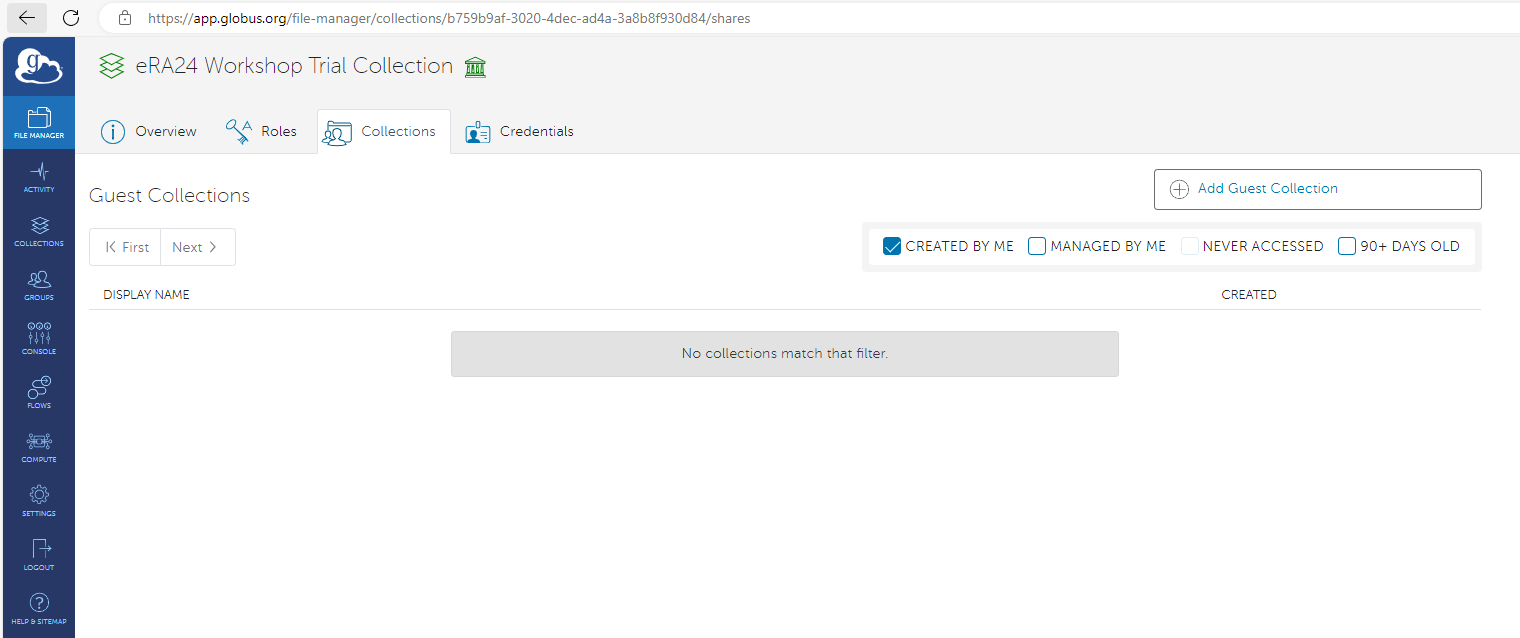 https://app.globus.org/file-manager/collections/b759b9af-3020-4dec-ad4a-3a8b8f930d84/shares
g
eRA24 Workshop Trial Collection
FILE MANAGER
Overview
Roles
Collections
Credentials
ACTIVITY
Guest Collections
Add Guest Collection
COLLECTIONS
First
Next
CREATED BY ME
MANAGED BY ME
NEVER ACCESSED
90+ DAYS OLD
GROUPS
DISPLAY NAME
CREATED
CONSOLE
No collections match that filter.
FLOWS
COMPUTE
SETTINGS
LOGOUT
HELP & SITEMAP